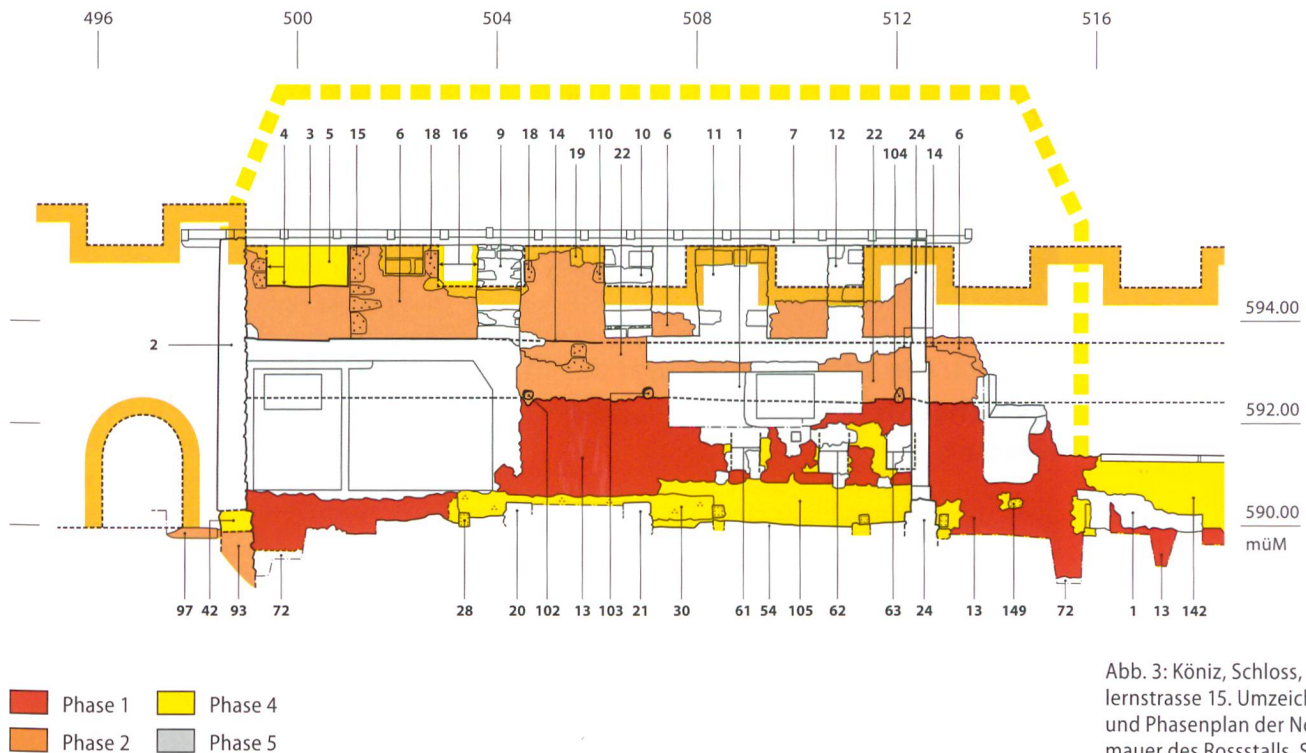 496 500 504 508 512 516
4 3 5 15 6 18 16 9 18 14 110 10 6 11 1 7 12 22 24 6
19 22 104 14
594.00
2
592.00
590.00
müM
97 42 93 72 28 20 102 13 103 21 30 61 54 105 62 63 24 13 149 72 1 13 142
Phase 1 Phase 4
Phase 2 Phase 5
Abb. 3: Köniz, Schloss,
lernstrasse 15. Umzeich
und Phasenplan der No